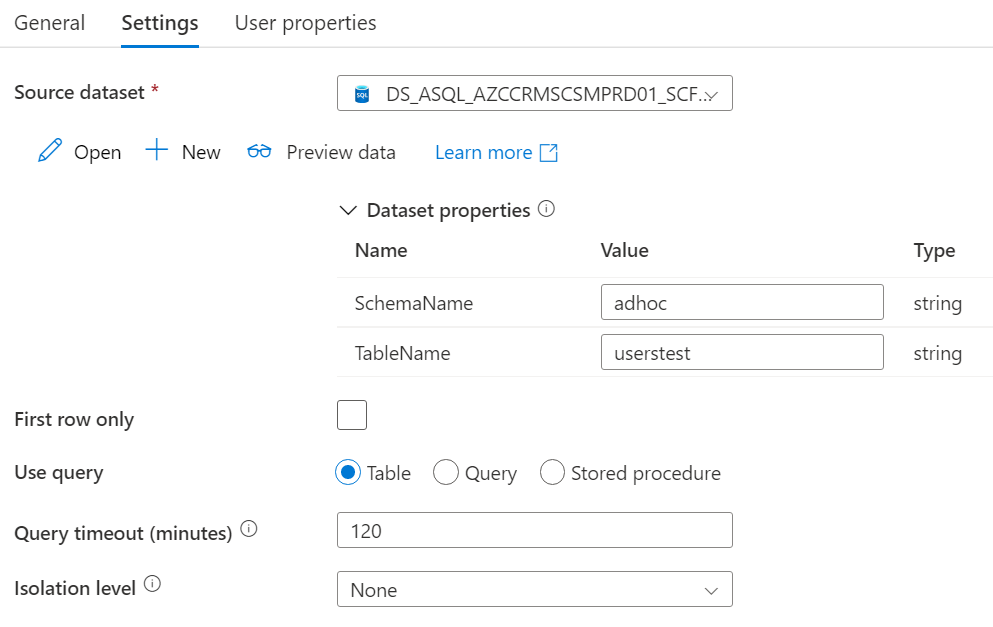 General Settings User properties
Source dataset * DS_ASQL_AZCCRMSCSMPRD01_SCF...
Open New Preview data Learn more
Dataset properties
Name Value Type
SchemaName adhoc string
TableName userstest string
First row only
Use query Table Query Stored procedure
Query timeout (minutes) 120
Isolation level None